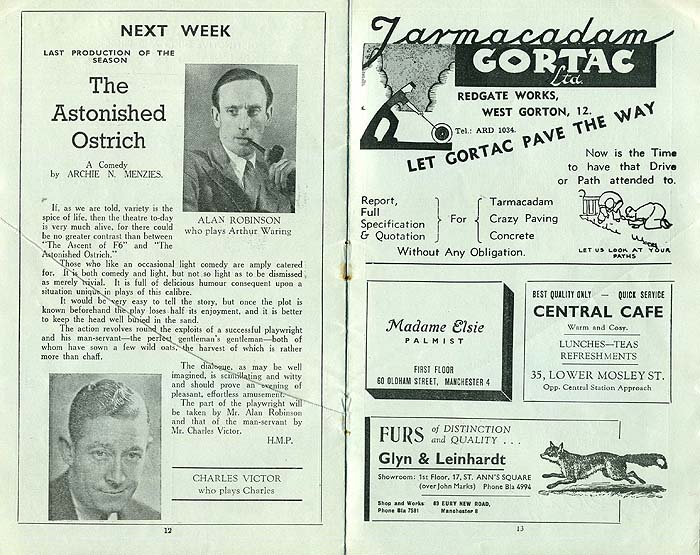 NEXT WEEK
LAST PRODUCTION OF THE
SEASON
The
Astonished
Ostrich
A Comedy
by ARCHIE N. MENZIES.
ALAN ROBINSON
who plays Arthur Waring
If, as we are told, variety is the
spice of life, then the theatre to-day
is very much alive, for there could
be no greater contrast than between
"The Ascent of F6" and "The
Astonished Ostrich."
Those who like an occasional light comedy are amply catered
for. It is both comedy and light, but not so light as to be dismissed
as merely trivial. It is full of delicious humour consequent upon a
situation unique in plays of this calibre.
It would be very easy to tell the story, but once the plot is
known beforehand the play loses half its enjoyment, and it is better
to keep the head well buried in the sand.
The action revolves round the exploits of a successful playwright
and his man-servant—the perfect gentleman's gentleman—both of
whom have sown a few wild oats, the harvest of which is rather
more than chaff.
The dialogue, as may be well
imagined, is scintillating and witty
and should prove an evening of
pleasant, effortless amusement.
The part of the playwright will
be taken by Mr. Alan Robinson
and that of the man-servant by
Mr. Charles Victor.
H.M.P.
CHARLES VICTOR
who plays Charles
12
Tarmacadam
GORTAC
Ltd.
REDGATE WORKS,
WEST GORTON, 12.
Tel.: ARD 1034.
LET GORTAC PAVE THE WAY
Now is the Time
to have that Drive
or Path attended to.
Report,
Full
Specification
& Quotation
For
Tarmacadam
Crazy Paving
Concrete
Without Any Obligation.
LET US LOOK AT YOUR
PATHS
Madame Elsie
PALMIST
FIRST FLOOR
60 OLDHAM STREET, MANCHESTER 4
BEST QUALITY ONLY — QUICK SERVICE
CENTRAL CAFE
Warm and Cosy.
LUNCHES—TEAS
REFRESHMENTS
35, LOWER MOSLEY ST.
Opp. Central Station Approach
FURS of DISTINCTION
and QUALITY . . .
Glyn & Leinhardt
Showroom: 1st Floor, 17, ST. ANN'S SQUARE
(over John Marks) Phone Bla 4994
Shop and Works 83 BURY NEW ROAD,
Phone Bla 7581 Manchester 8
13